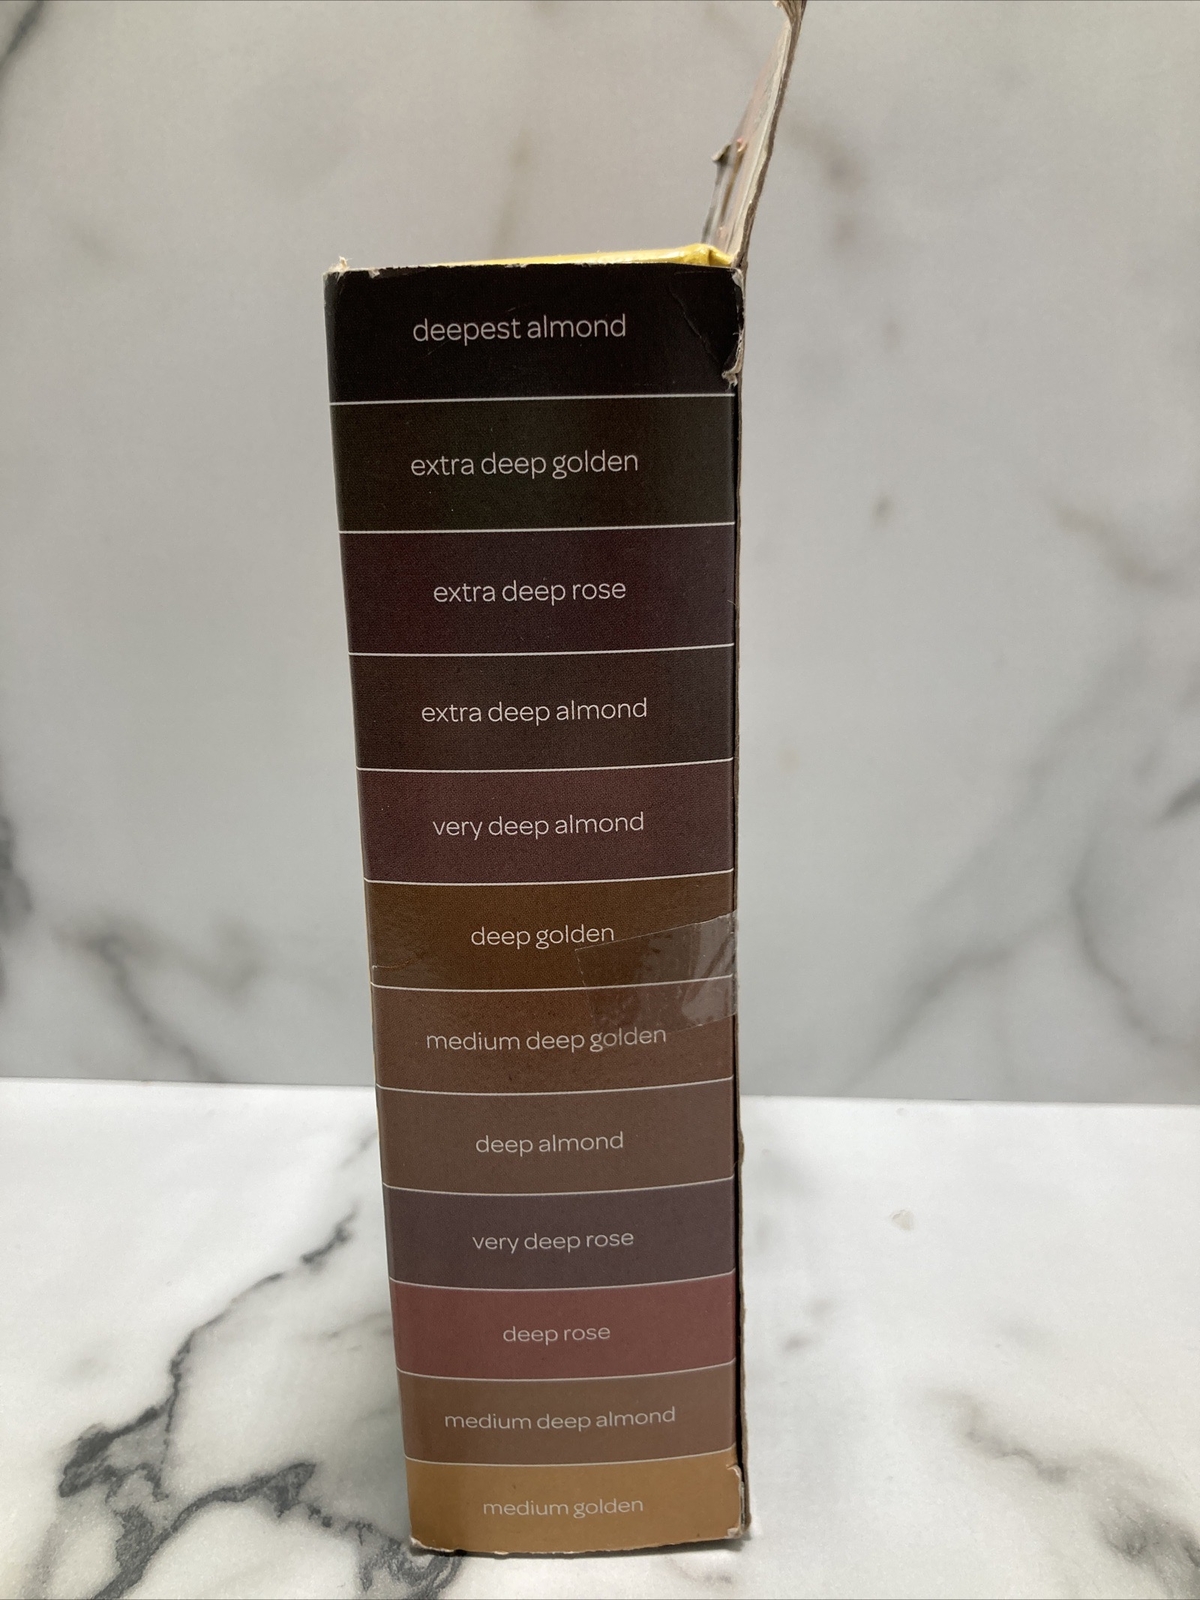 deepest almond
extra deep golden
extra deep rose
extra deep almond
very deep almond
deep golden
medium deep golden
deep almond
very deep rose
deep rose
medium deep almond
medium golden